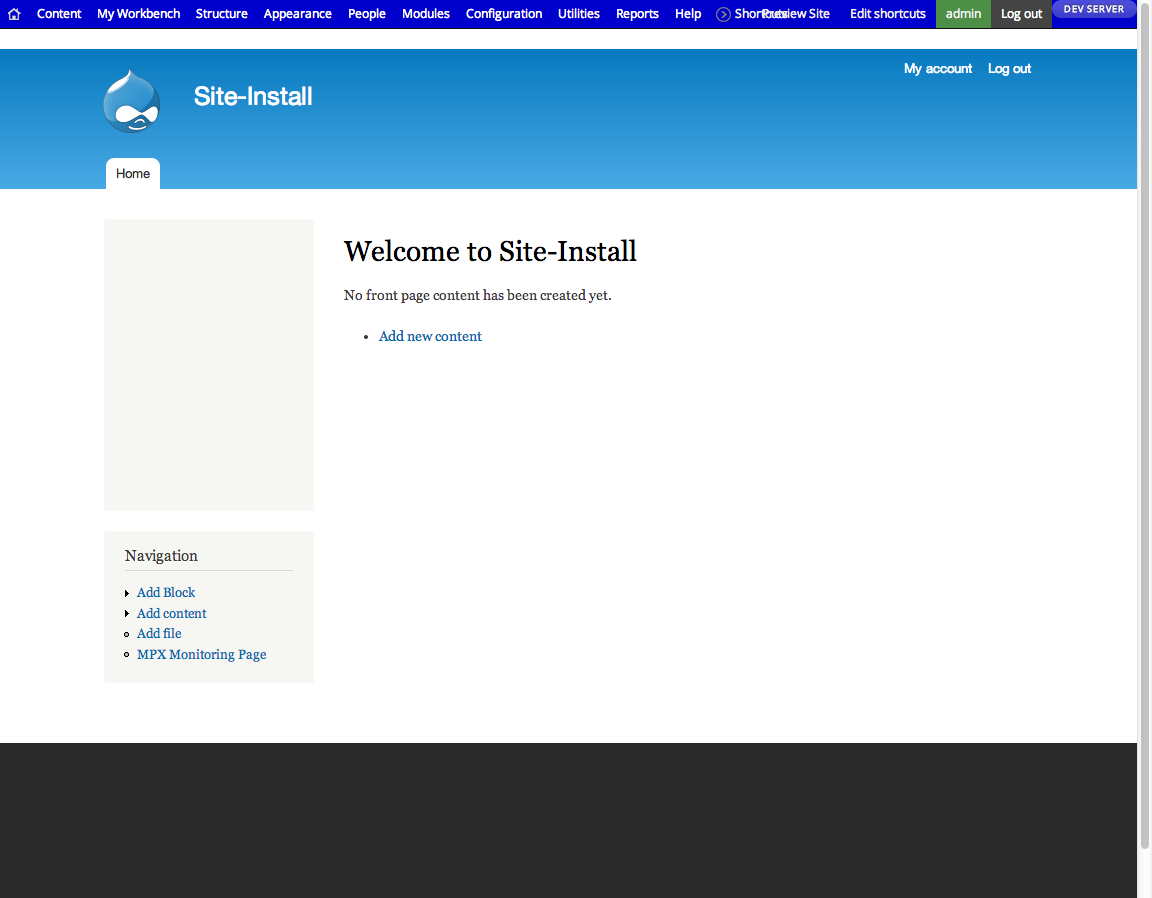 Content My Workbench Structure Appearance People Modules Configuration Utilities Reports Help Shortcuts Preview Site Edit shortcuts admin Log out DEV SERVER
My account Log out
Site-Install
Home
Welcome to Site-Install
No front page content has been created yet.
Add new content
Navigation
Add Block
Add content
Add file
MPX Monitoring Page